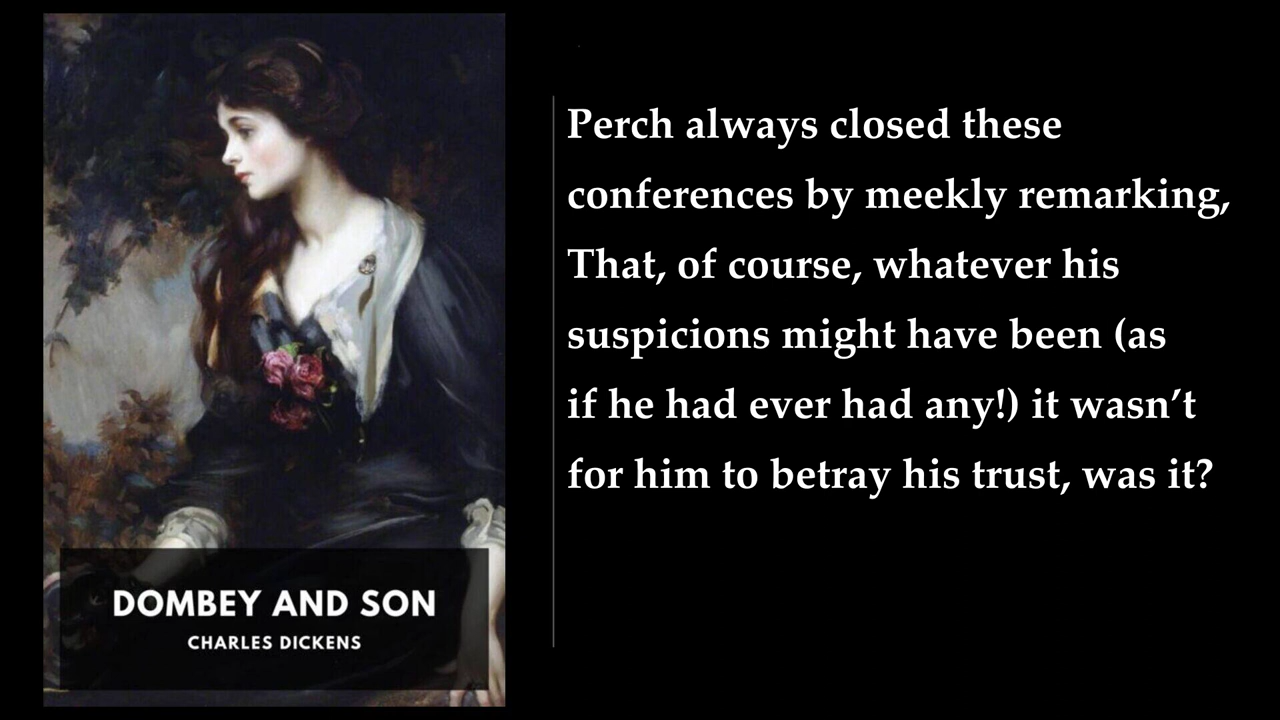 Perch always closed these
conferences by meekly remarking,
That, of course, whatever his
suspicions might have been (as
if he had ever had any!) it wasn’t
for him to betray his trust, was it?
DOMBEY AND SON
CHARLES DICKENS